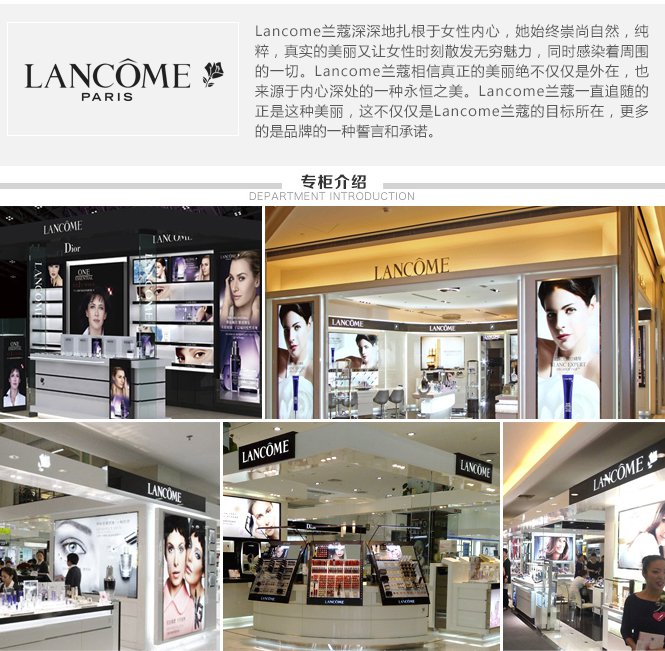 LANCÔME
PARIS
Lancome兰蔻深深地扎根于女性内心，她始终崇尚自然，纯
粹，真实的美丽又让女性时刻散发无穷魅力，同时感染着周围
的一切。Lancome兰蔻相信真正的美丽绝不仅仅是外在，也
来源于内心深处的一种永恒之美。Lancome兰蔻一直追随的
正是这种美丽，这不仅仅是Lancome兰蔻的目标所在，更多
的是品牌的一种誓言和承诺。
专柜介绍
DEPARTMENT INTRODUCTION
LANCÔME
Dior
LANCÔME
LANCÔME
ONE
ESSENTIAL
LANCÔME
LANCÔME
LANCÔME
LANCÔME
LANCÔME
BLANC EXPERT
LANCÔME
LANCÔME
LANCÔME
LANCÔME
LANCÔME